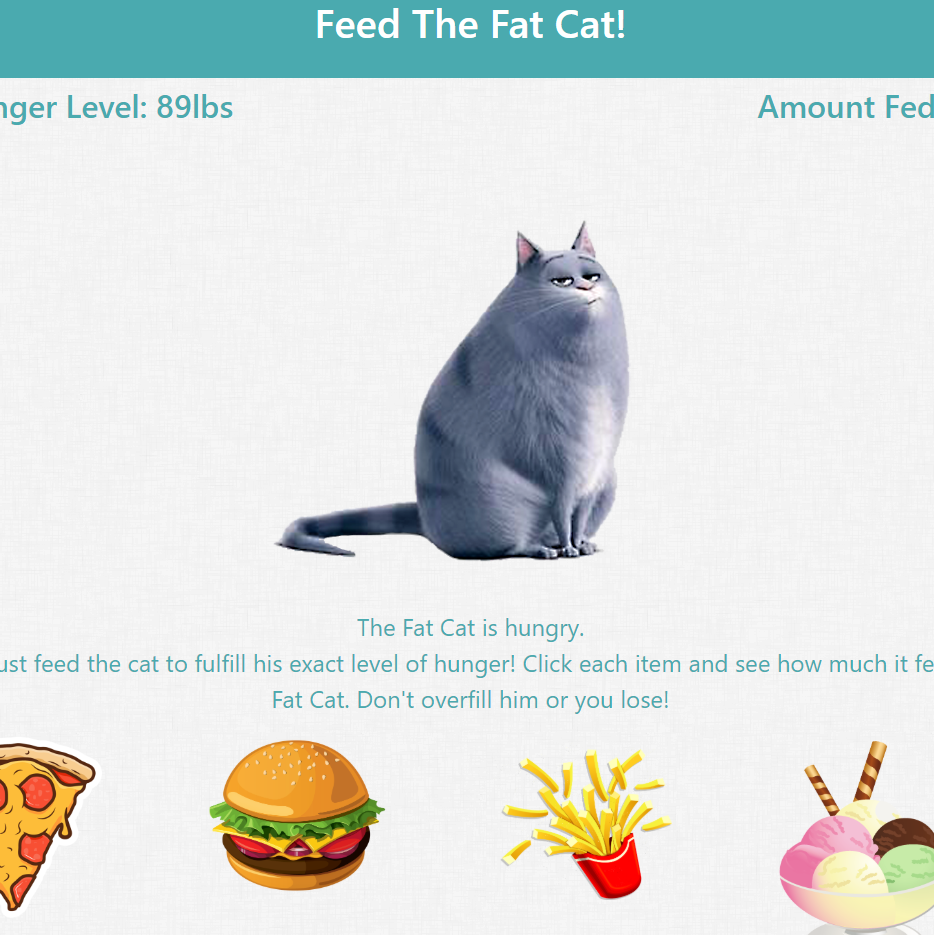 Feed The Fat Cat!
nger Level: 89lbs
Amount Fed
The Fat Cat is hungry.
ust feed the cat to fulfill his exact level of hunger! Click each item and see how much it fe
Fat Cat. Don't overfill him or you lose!